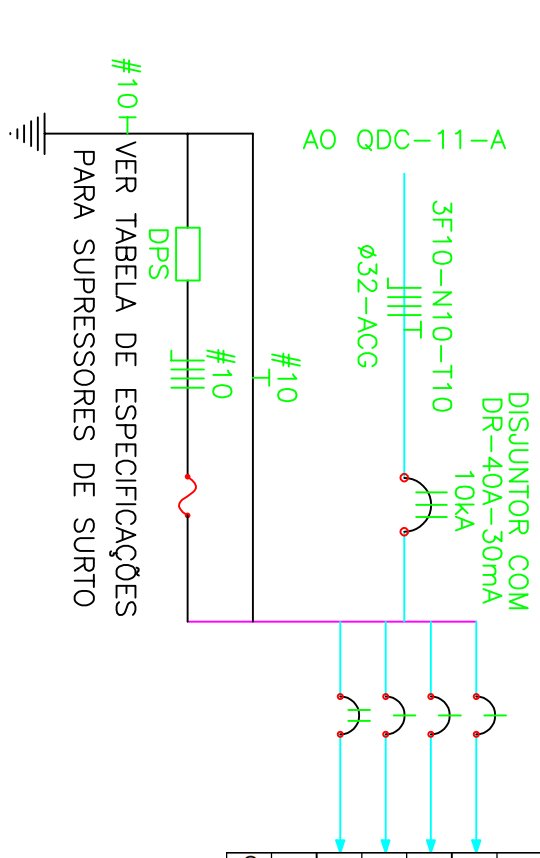 DISJUNTOR COM
DR-40A-30mA
10kA
3F10-N10-T10
ø32-ACG
AO QDC-11-A
#10
#10
DPS
#10
VER TABELA DE ESPECIFICAÇÕES
PARA SUPRESSORES DE SURTO